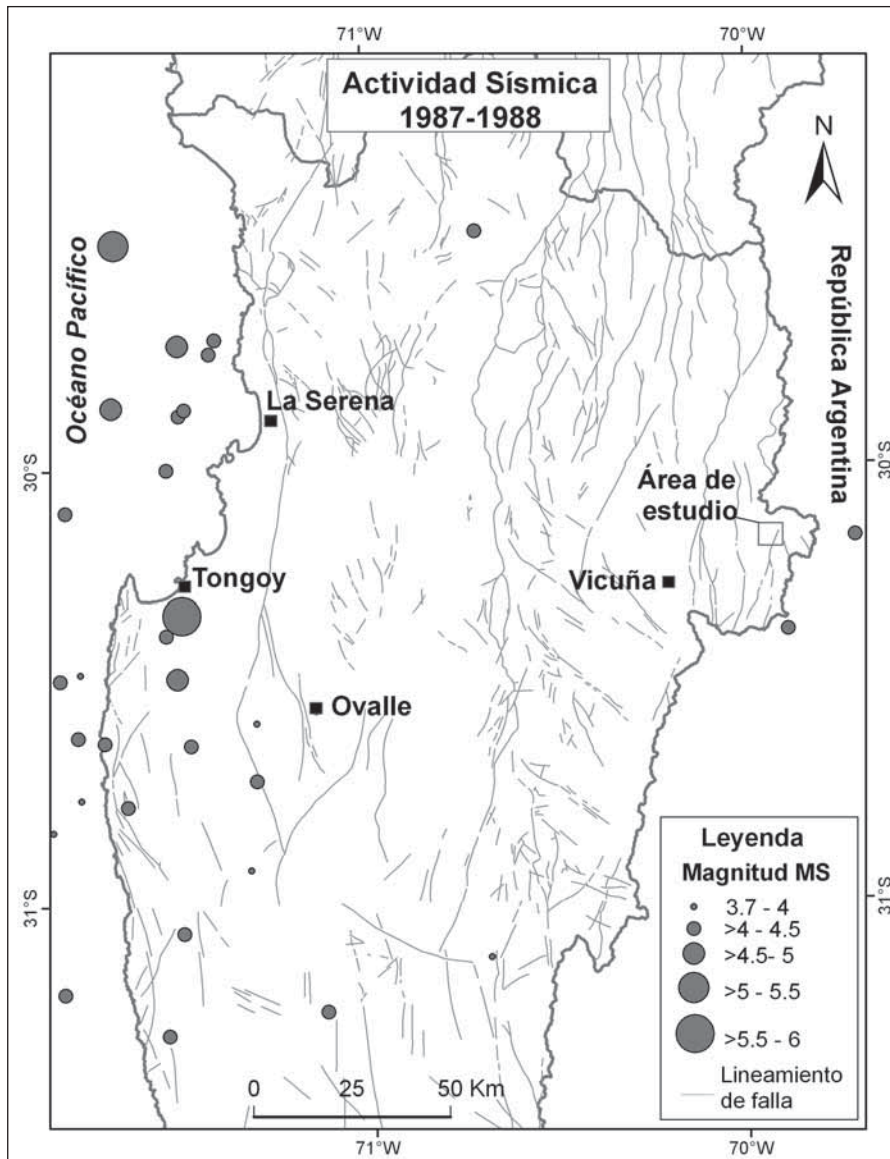 71°W
70°W
Actividad Sísmica
1987-1988
N
Océano Pacífico
República Argentina
La Serena
30°S
30°S
Área de
estudio
Tongoy
Vicuña
Ovalle
31°S
31°S
Leyenda
Magnitud MS
3.7 - 4
>4 - 4.5
>4.5- 5
>5 - 5.5
>5.5 - 6
Lineamiento
de falla
0 25 50 Km
71°W
70°W